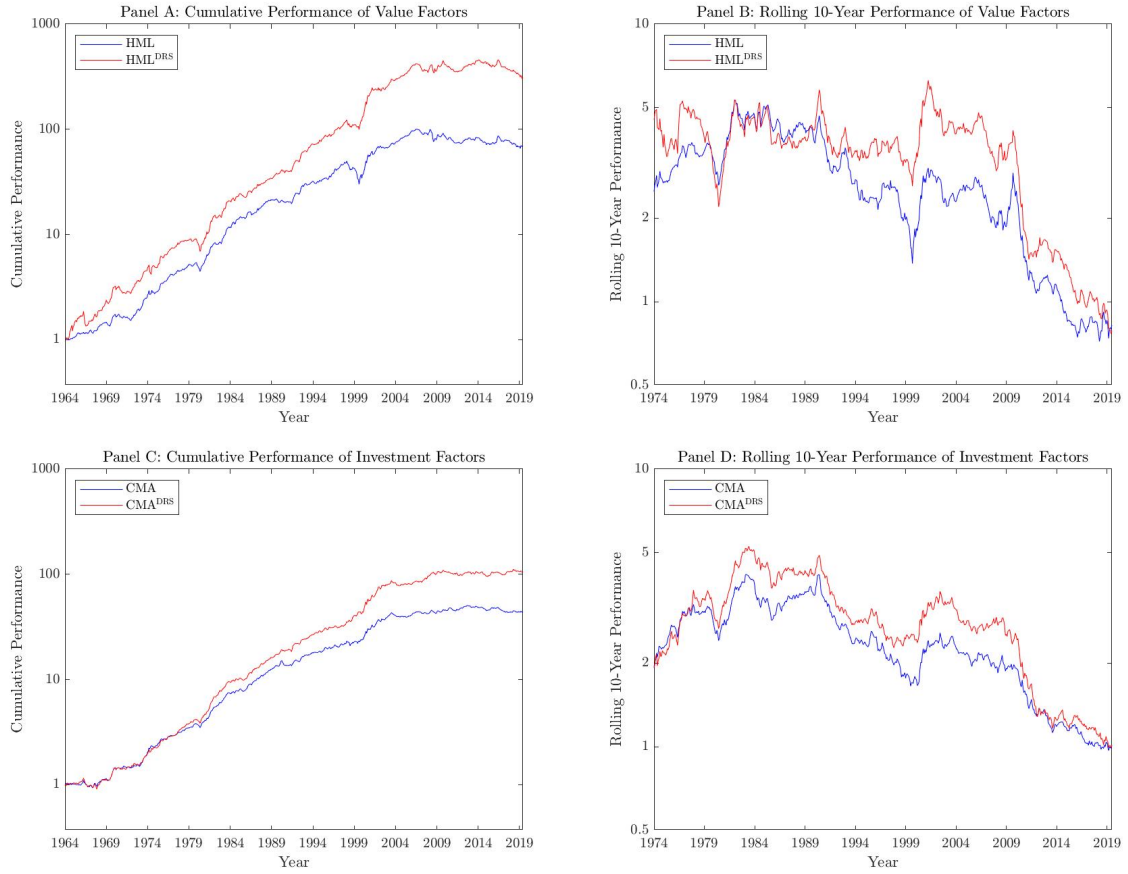 Panel A: Cumulative Performance of Value Factors
1000
100
10
1
HML
HML^DRS
Cumulative Performance
1964 1969 1974 1979 1984 1989 1994 1999 2004 2009 2014 2019
Year
Panel B: Rolling 10-Year Performance of Value Factors
10
5
2
1
0.5
HML
HML^DRS
Rolling 10-Year Performance
1974 1979 1984 1989 1994 1999 2004 2009 2014 2019
Year
Panel C: Cumulative Performance of Investment Factors
1000
100
10
1
CMA
CMA^DRS
Cumulative Performance
1964 1969 1974 1979 1984 1989 1994 1999 2004 2009 2014 2019
Year
Panel D: Rolling 10-Year Performance of Investment Factors
10
5
2
1
0.5
CMA
CMA^DRS
Rolling 10-Year Performance
1974 1979 1984 1989 1994 1999 2004 2009 2014 2019
Year